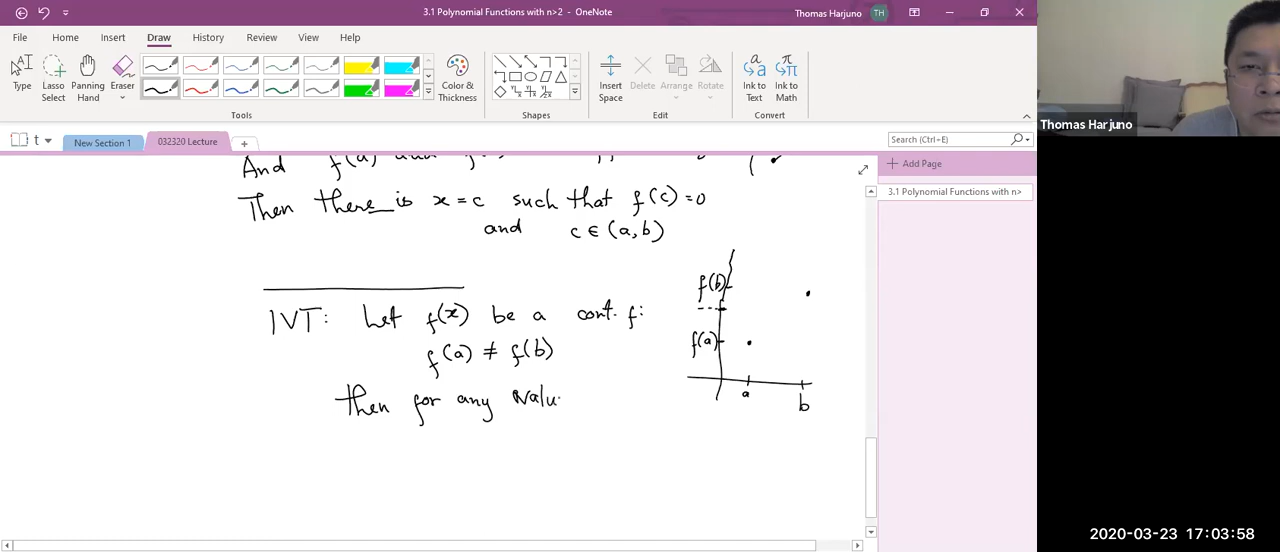 3.1 Polynomial Functions with n>2 - OneNote
Thomas Harjuno TH
File Home Insert Draw History Review View Help
Type Lasso Select Panning Hand Eraser Color & Thickness Insert Space Delete Arrange Rotate Ink to Text Ink to Math
Tools Shapes Edit Convert
t New Section 1 032320 Lecture + Search (Ctrl+E)
Add Page
3.1 Polynomial Functions with n>
Thomas Harjuno
And f(a) and
Then there is x = c such that f(c) = 0
and c ∈ (a, b)
IVT: Let f(x) be a cont. f:
f(a) ≠ f(b)
then for any valu
f(b)
f(a)
a
b
2020-03-23 17:03:58